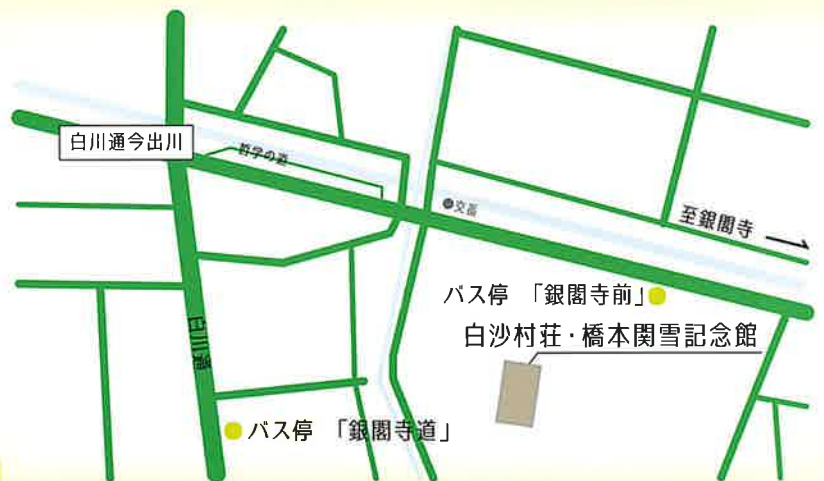 白川通今出川
哲学の道
交番
至銀閣寺
バス停 「銀閣寺前」
白沙村荘・橋本関雪記念館
白川通
バス停 「銀閣寺道」